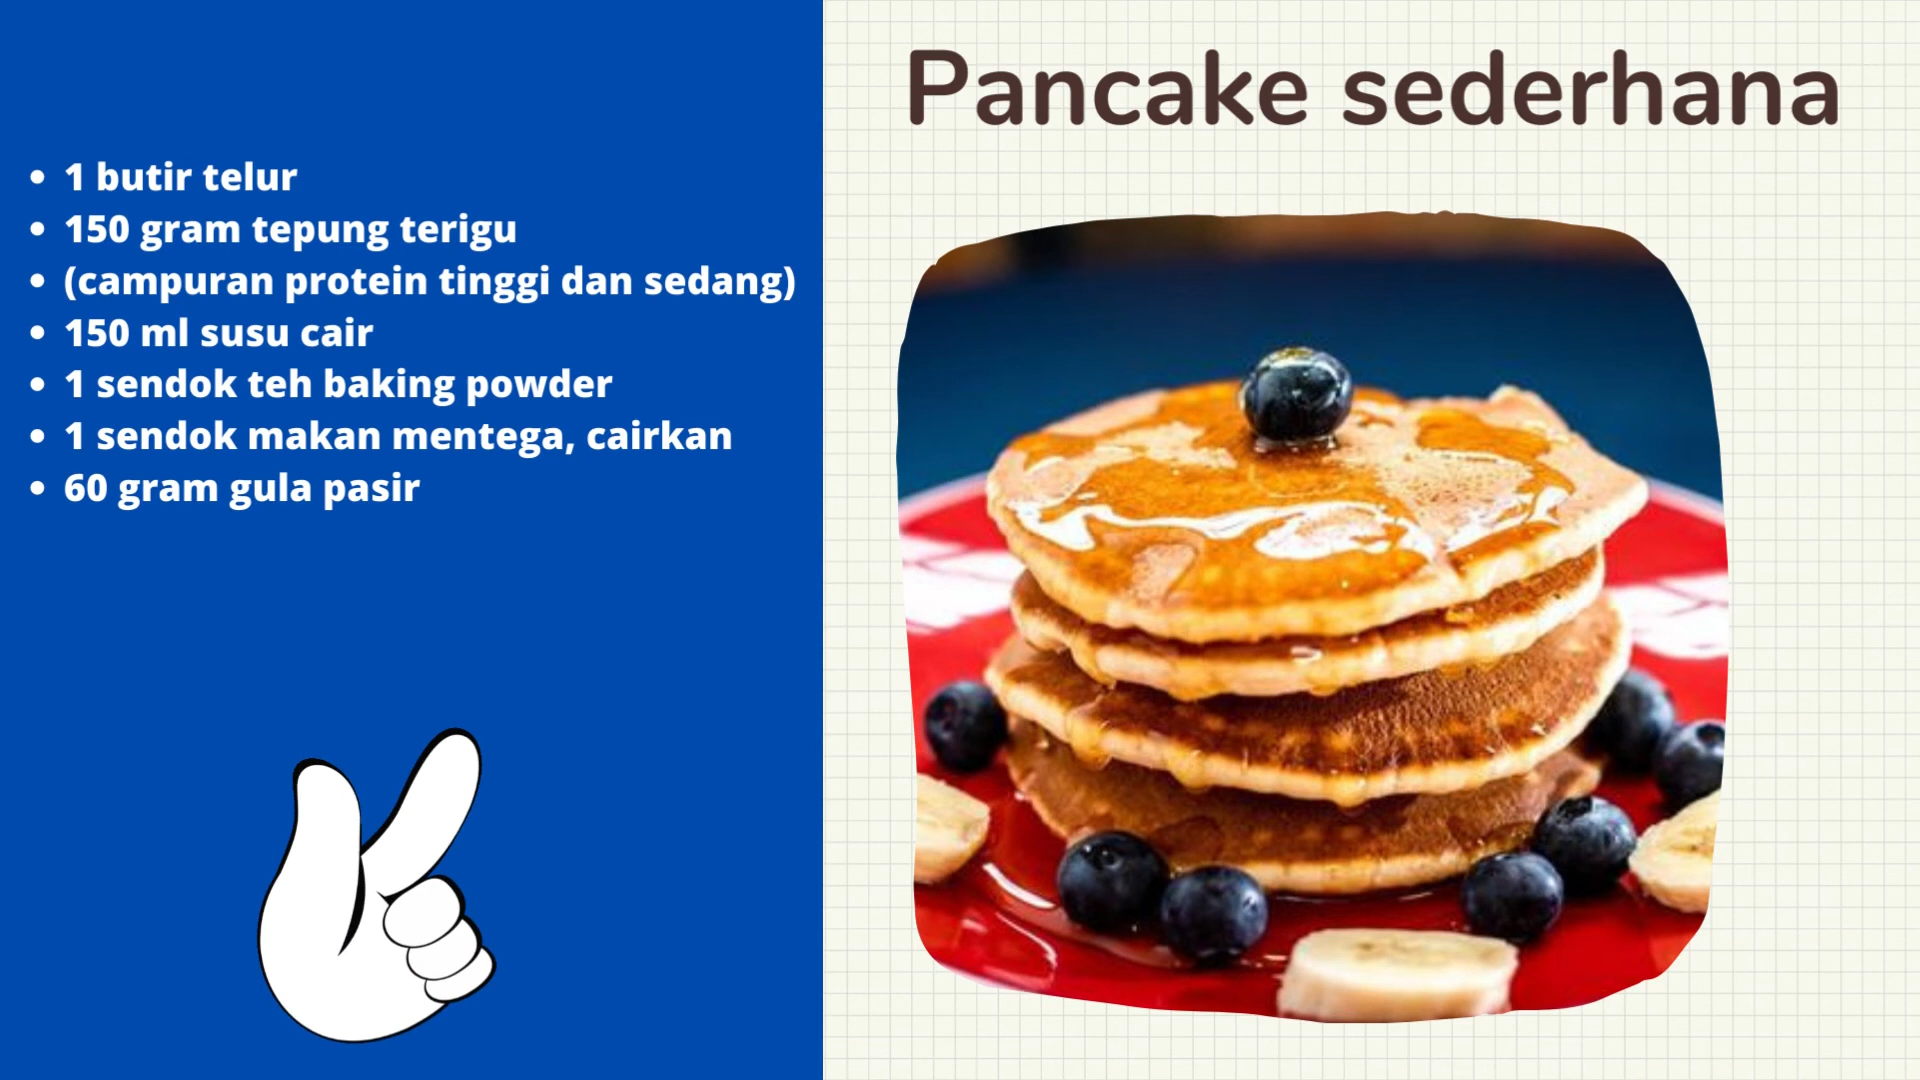 Pancake sederhana
• 1 butir telur
• 150 gram tepung terigu
• (campuran protein tinggi dan sedang)
• 150 ml susu cair
• 1 sendok teh baking powder
• 1 sendok makan mentega, cairkan
• 60 gram gula pasir